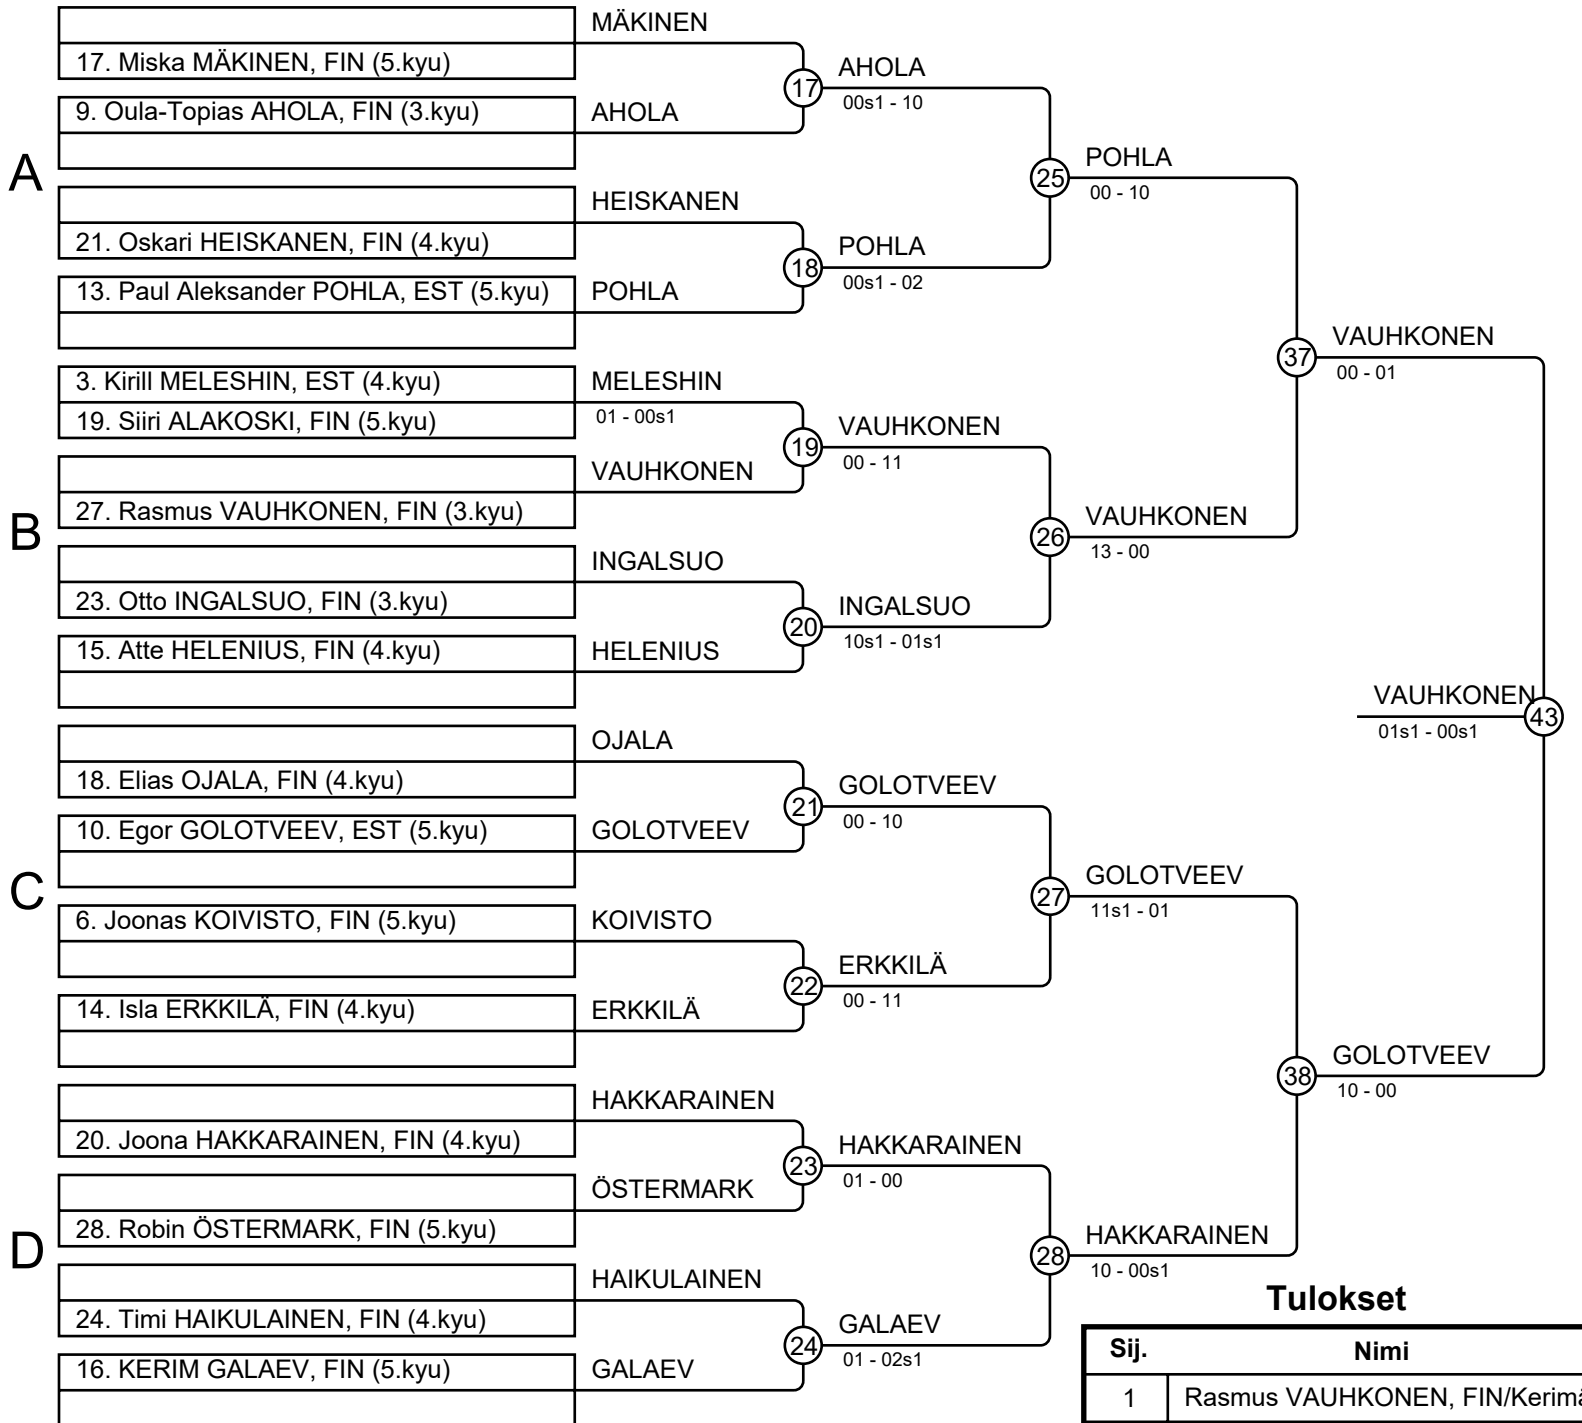 MÄKINEN
17. Miska MÄKINEN, FIN (5.kyu)
17
AHOLA
00s1 - 10
9. Oula-Topias AHOLA, FIN (3.kyu)
AHOLA
A
25
POHLA
00 - 10
HEISKANEN
21. Oskari HEISKANEN, FIN (4.kyu)
18
POHLA
00s1 - 02
13. Paul Aleksander POHLA, EST (5.kyu)
POHLA
37
VAUHKONEN
00 - 01
3. Kirill MELESHIN, EST (4.kyu)
MELESHIN
01 - 00s1
19. Siiri ALAKOSKI, FIN (5.kyu)
19
VAUHKONEN
00 - 11
VAUHKONEN
27. Rasmus VAUHKONEN, FIN (3.kyu)
B
26
VAUHKONEN
13 - 00
INGALSUO
23. Otto INGALSUO, FIN (3.kyu)
20
INGALSUO
10s1 - 01s1
15. Atte HELENIUS, FIN (4.kyu)
HELENIUS
VAUHKONEN
43
01s1 - 00s1
OJALA
18. Elias OJALA, FIN (4.kyu)
21
GOLOTVEEV
00 - 10
10. Egor GOLOTVEEV, EST (5.kyu)
GOLOTVEEV
C
27
GOLOTVEEV
11s1 - 01
6. Joonas KOIVISTO, FIN (5.kyu)
KOIVISTO
22
ERKKILÄ
00 - 11
14. Isla ERKKILÄ, FIN (4.kyu)
ERKKILÄ
38
GOLOTVEEV
10 - 00
HAKKARAINEN
20. Joona HAKKARAINEN, FIN (4.kyu)
23
HAKKARAINEN
01 - 00
ÖSTERMARK
28. Robin ÖSTERMARK, FIN (5.kyu)
D
28
HAKKARAINEN
10 - 00s1
HAIKULAINEN
24. Timi HAIKULAINEN, FIN (4.kyu)
24
GALAEV
01 - 02s1
16. KERIM GALAEV, FIN (5.kyu)
GALAEV
Tulokset
Sij. Nimi
1 Rasmus VAUHKONEN, FIN/Kerimä